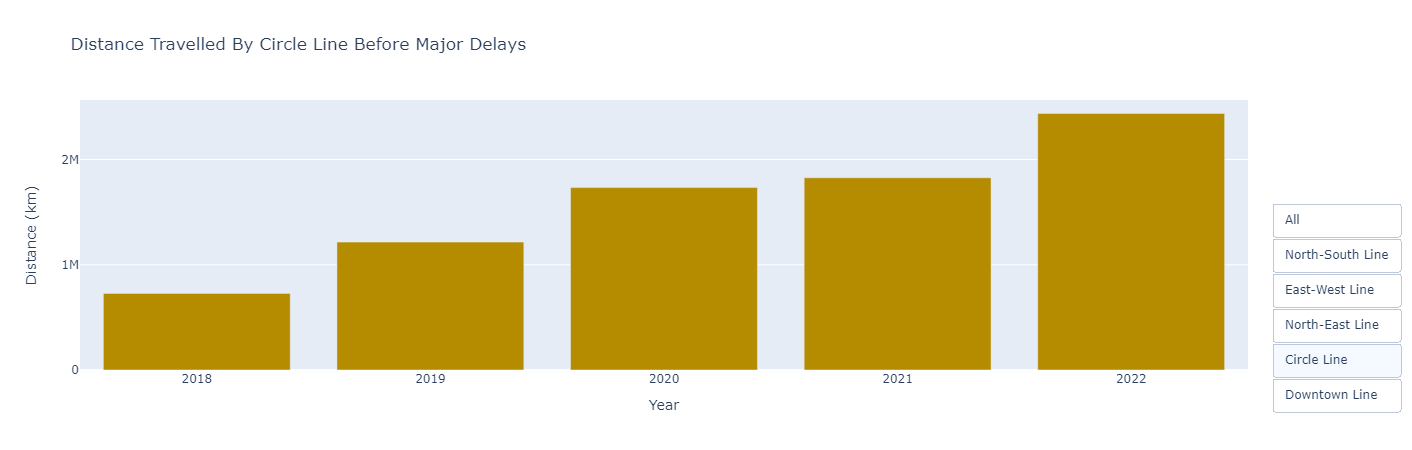 Distance Travelled By Circle Line Before Major Delays
Distance (km)
2M
1M
0
2018 2019 2020 2021 2022
Year
All
North-South Line
East-West Line
North-East Line
Circle Line
Downtown Line